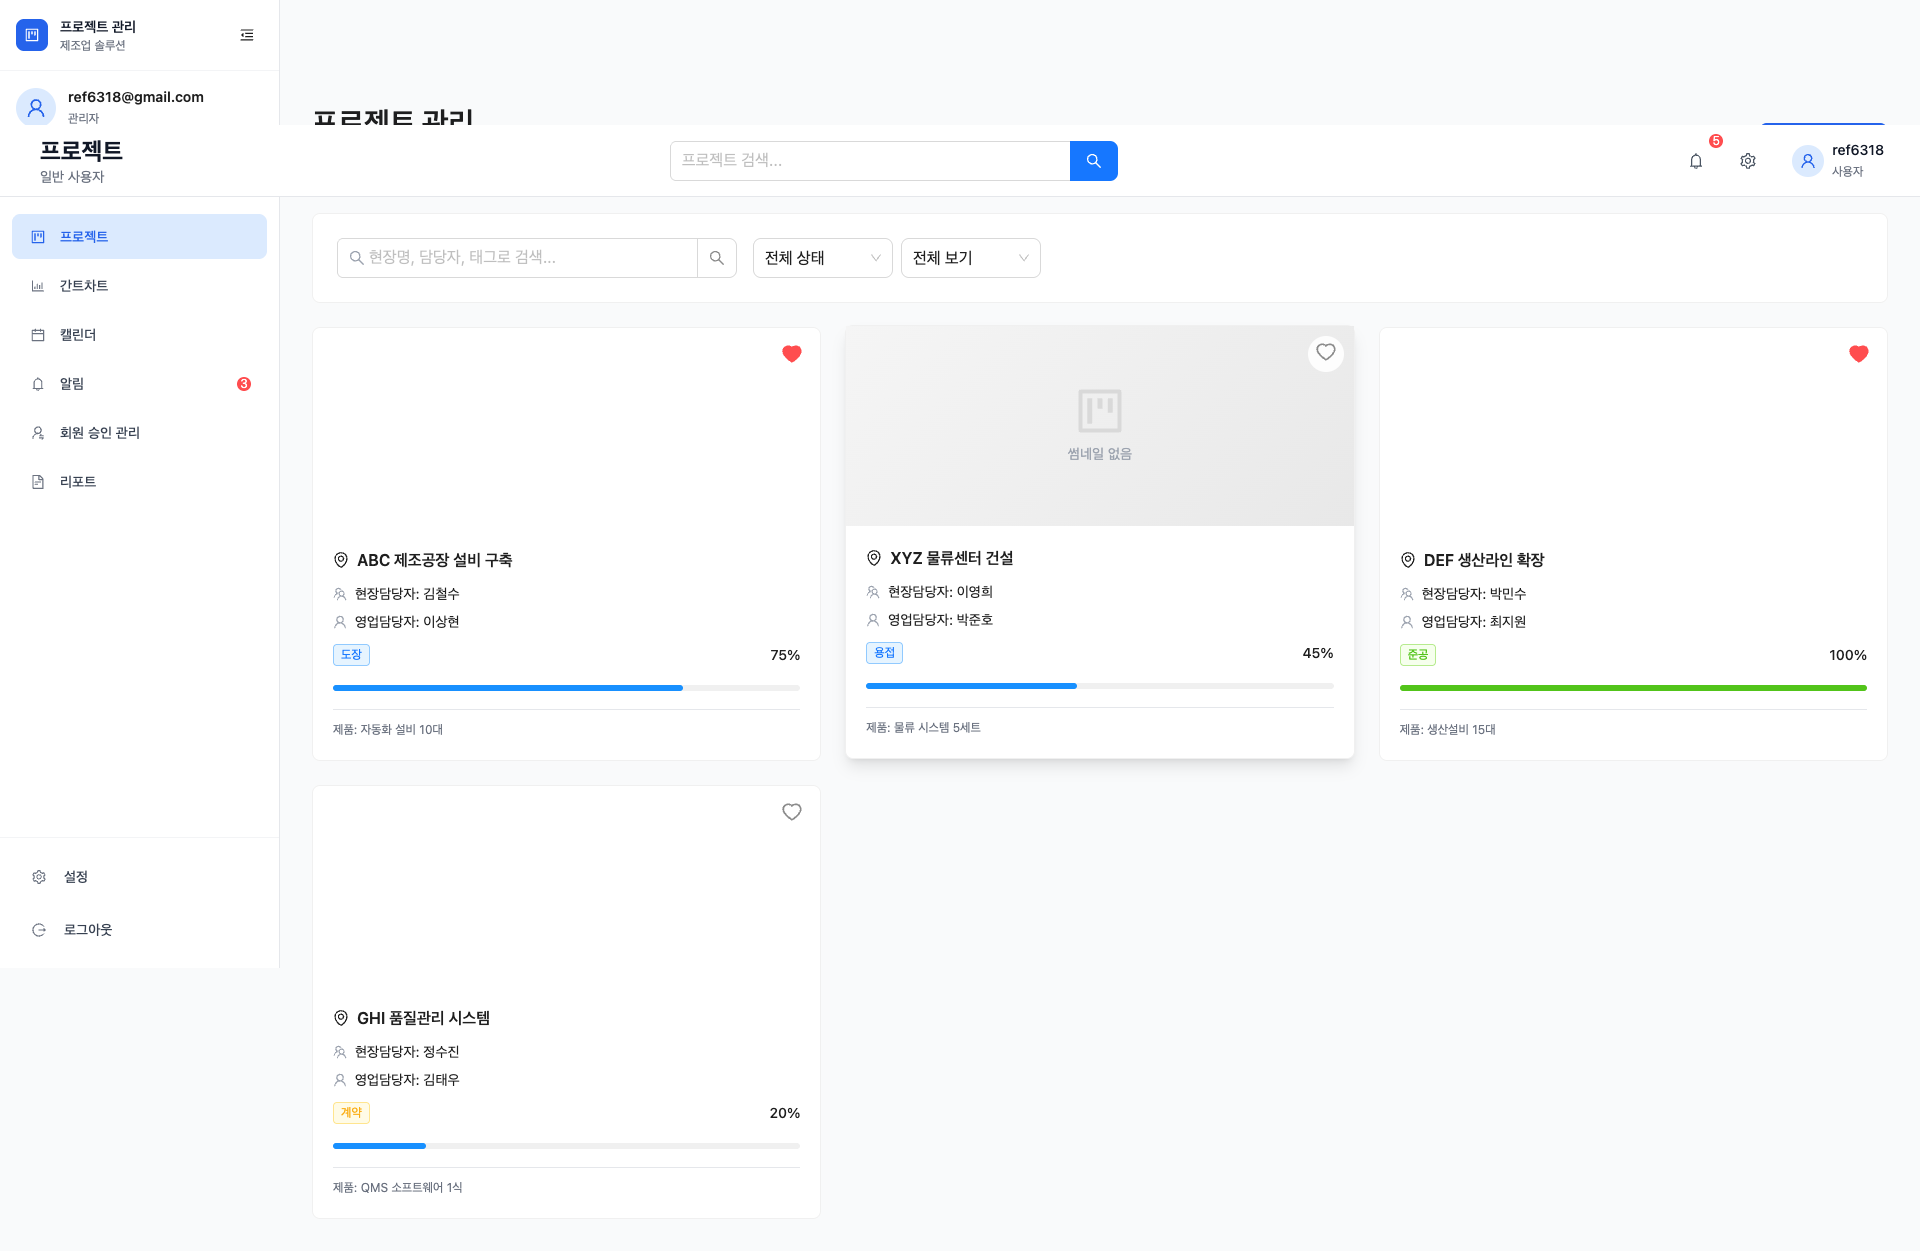 프로젝트 관리
제조업 솔루션
ref6318@gmail.com
관리자
프로젝트 관리
프로젝트
일반 사용자
프로젝트 검색...
5
ref6318
사용자
프로젝트
간트차트
캘린더
알림
3
회원 승인 관리
리포트
설정
로그아웃
현장명, 담당자, 태그로 검색...
전체 상태
전체 보기
ABC 제조공장 설비 구축
현장담당자: 김철수
영업담당자: 이상현
도장
75%
제품: 자동화 설비 10대
썸네일 없음
XYZ 물류센터 건설
현장담당자: 이영희
영업담당자: 박준호
용접
45%
제품: 물류 시스템 5세트
DEF 생산라인 확장
현장담당자: 박민수
영업담당자: 최지원
준공
100%
제품: 생산설비 15대
GHI 품질관리 시스템
현장담당자: 정수진
영업담당자: 김태우
계약
20%
제품: QMS 소프트웨어 1식